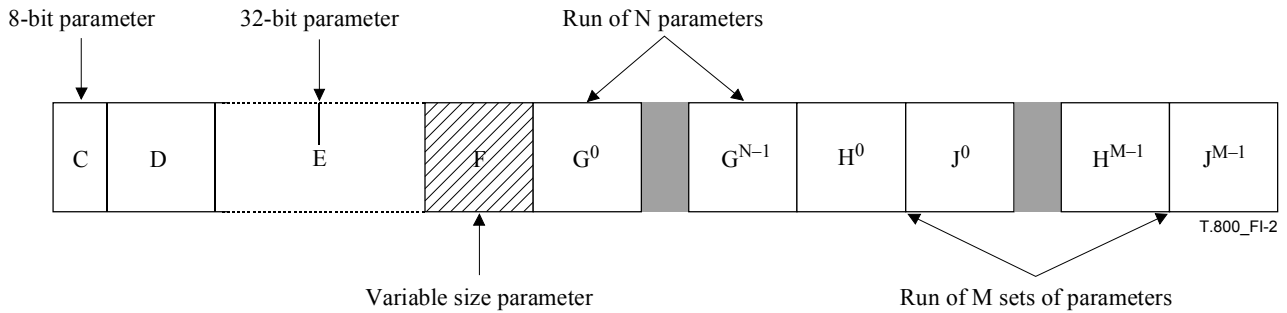 8-bit parameter 32-bit parameter Run of N parameters
C D E F G⁰ Gᴺ⁻¹ H⁰ J⁰ Hᴹ⁻¹ Jᴹ⁻¹
T.800_FI-2
Variable size parameter Run of M sets of parameters